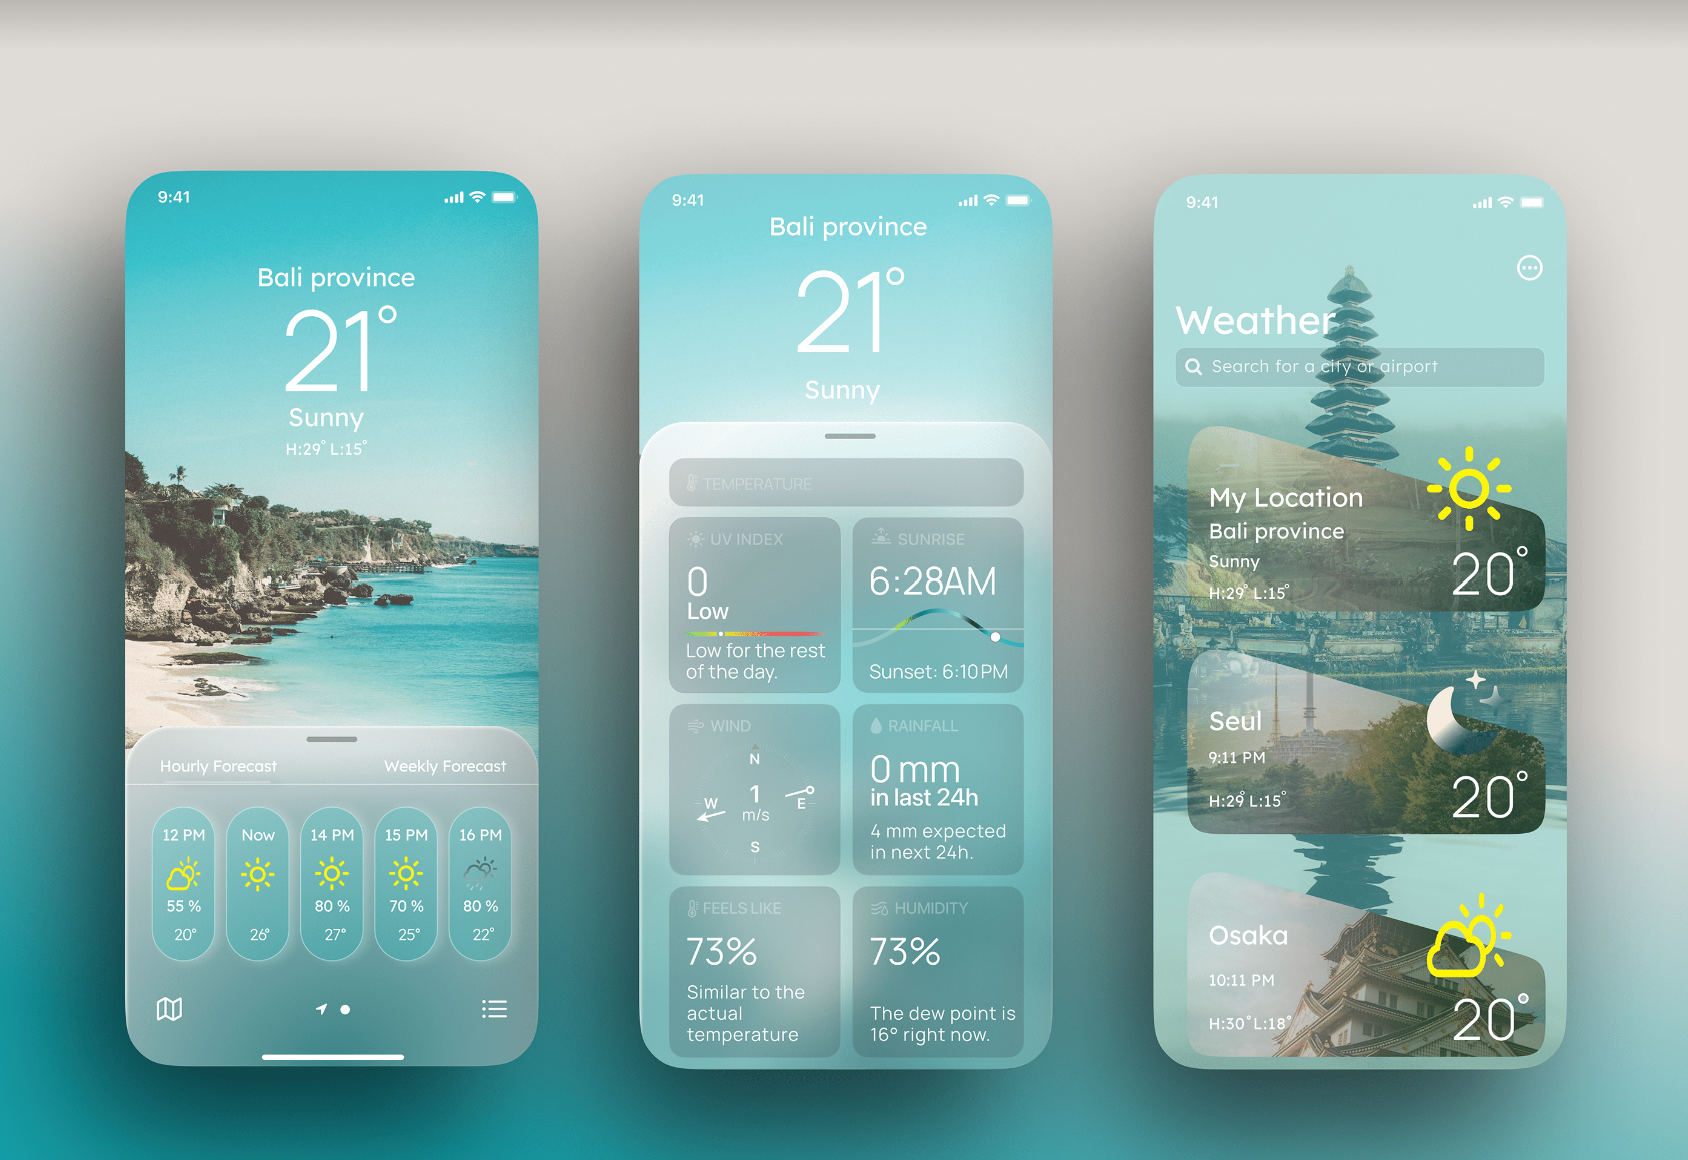 9:41
Bali province
21°
Sunny
H:29° L:15°
Hourly Forecast
Weekly Forecast
12 PM
55 %
20°
Now
26°
14 PM
80 %
27°
15 PM
70 %
25°
16 PM
80 %
22°
9:41
Bali province
21°
Sunny
TEMPERATURE
UV INDEX
0
Low
Low for the rest
of the day.
SUNRISE
6:28AM
Sunset: 6:10PM
WIND
N
W
1
m/s
E
S
RAINFALL
0 mm
in last 24h
4 mm expected
in next 24h.
FEELS LIKE
73%
Similar to the
actual
temperature
HUMIDITY
73%
The dew point is
16° right now.
9:41
Weather
Search for a city or airport
My Location
Bali province
Sunny
H:29° L:15°
20°
Seul
9:11 PM
H:29° L:15°
20°
Osaka
10:11 PM
H:30° L:18°
20°